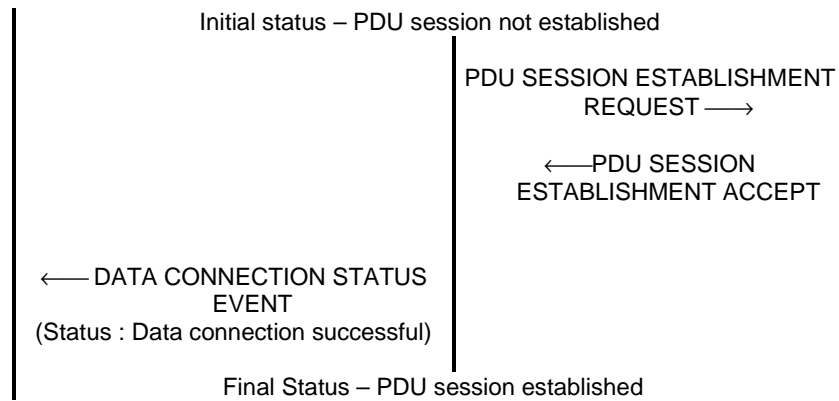 Initial status – PDU session not established
PDU SESSION ESTABLISHMENT
REQUEST ⟶
⟵PDU SESSION
ESTABLISHMENT ACCEPT
⟵ DATA CONNECTION STATUS
EVENT
(Status : Data connection successful)
Final Status – PDU session established